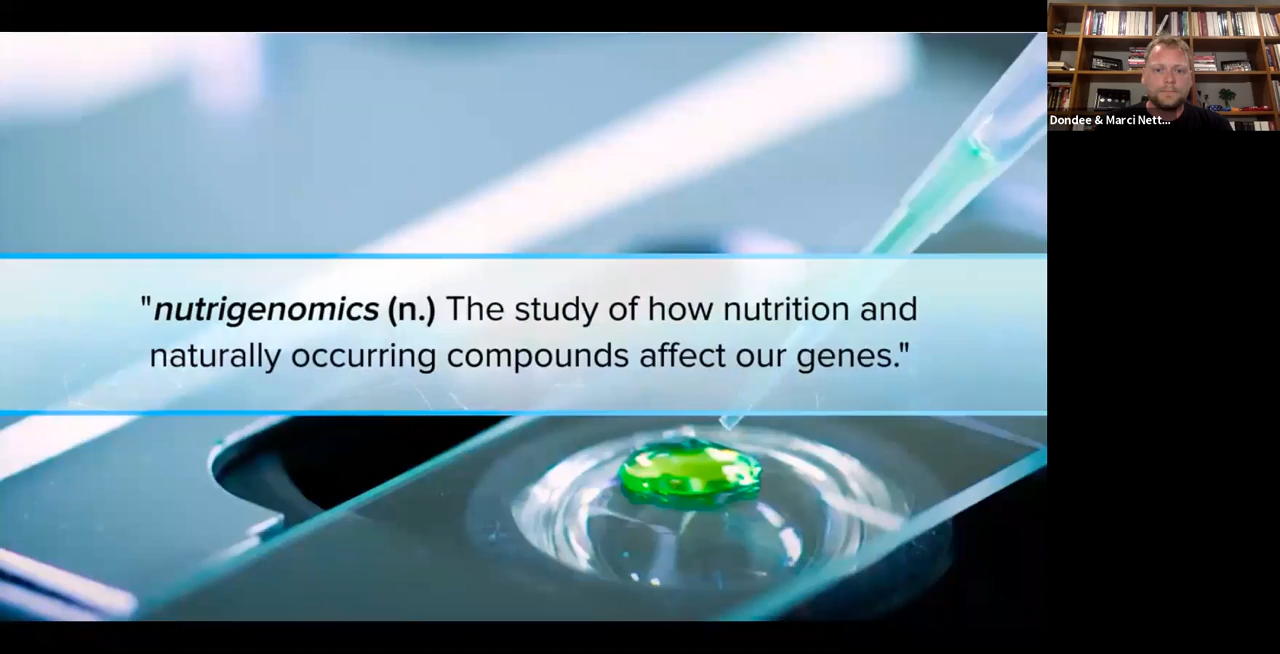 "nutrigenomics (n.) The study of how nutrition and
naturally occurring compounds affect our genes."
Dondee & Marci Nett...